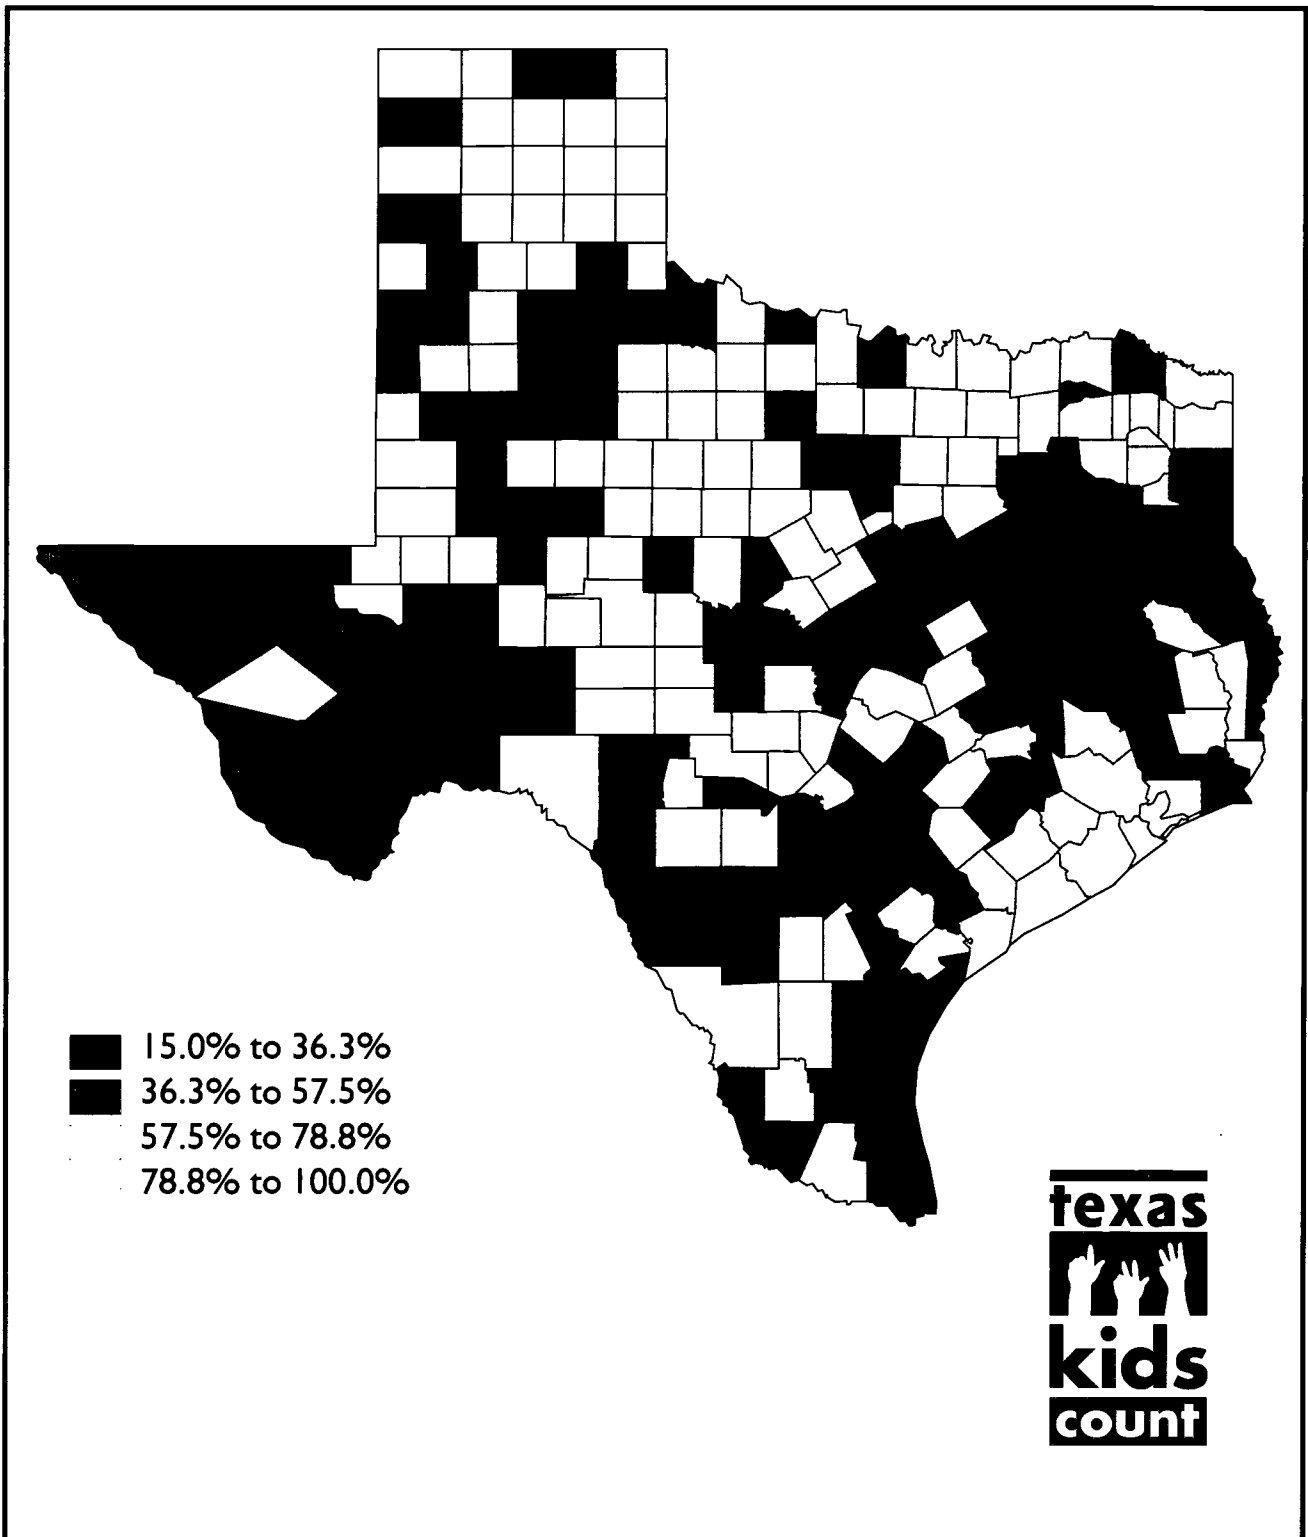 15.0% to 36.3%
36.3% to 57.5%
57.5% to 78.8%
78.8% to 100.0%
texas
kids
count